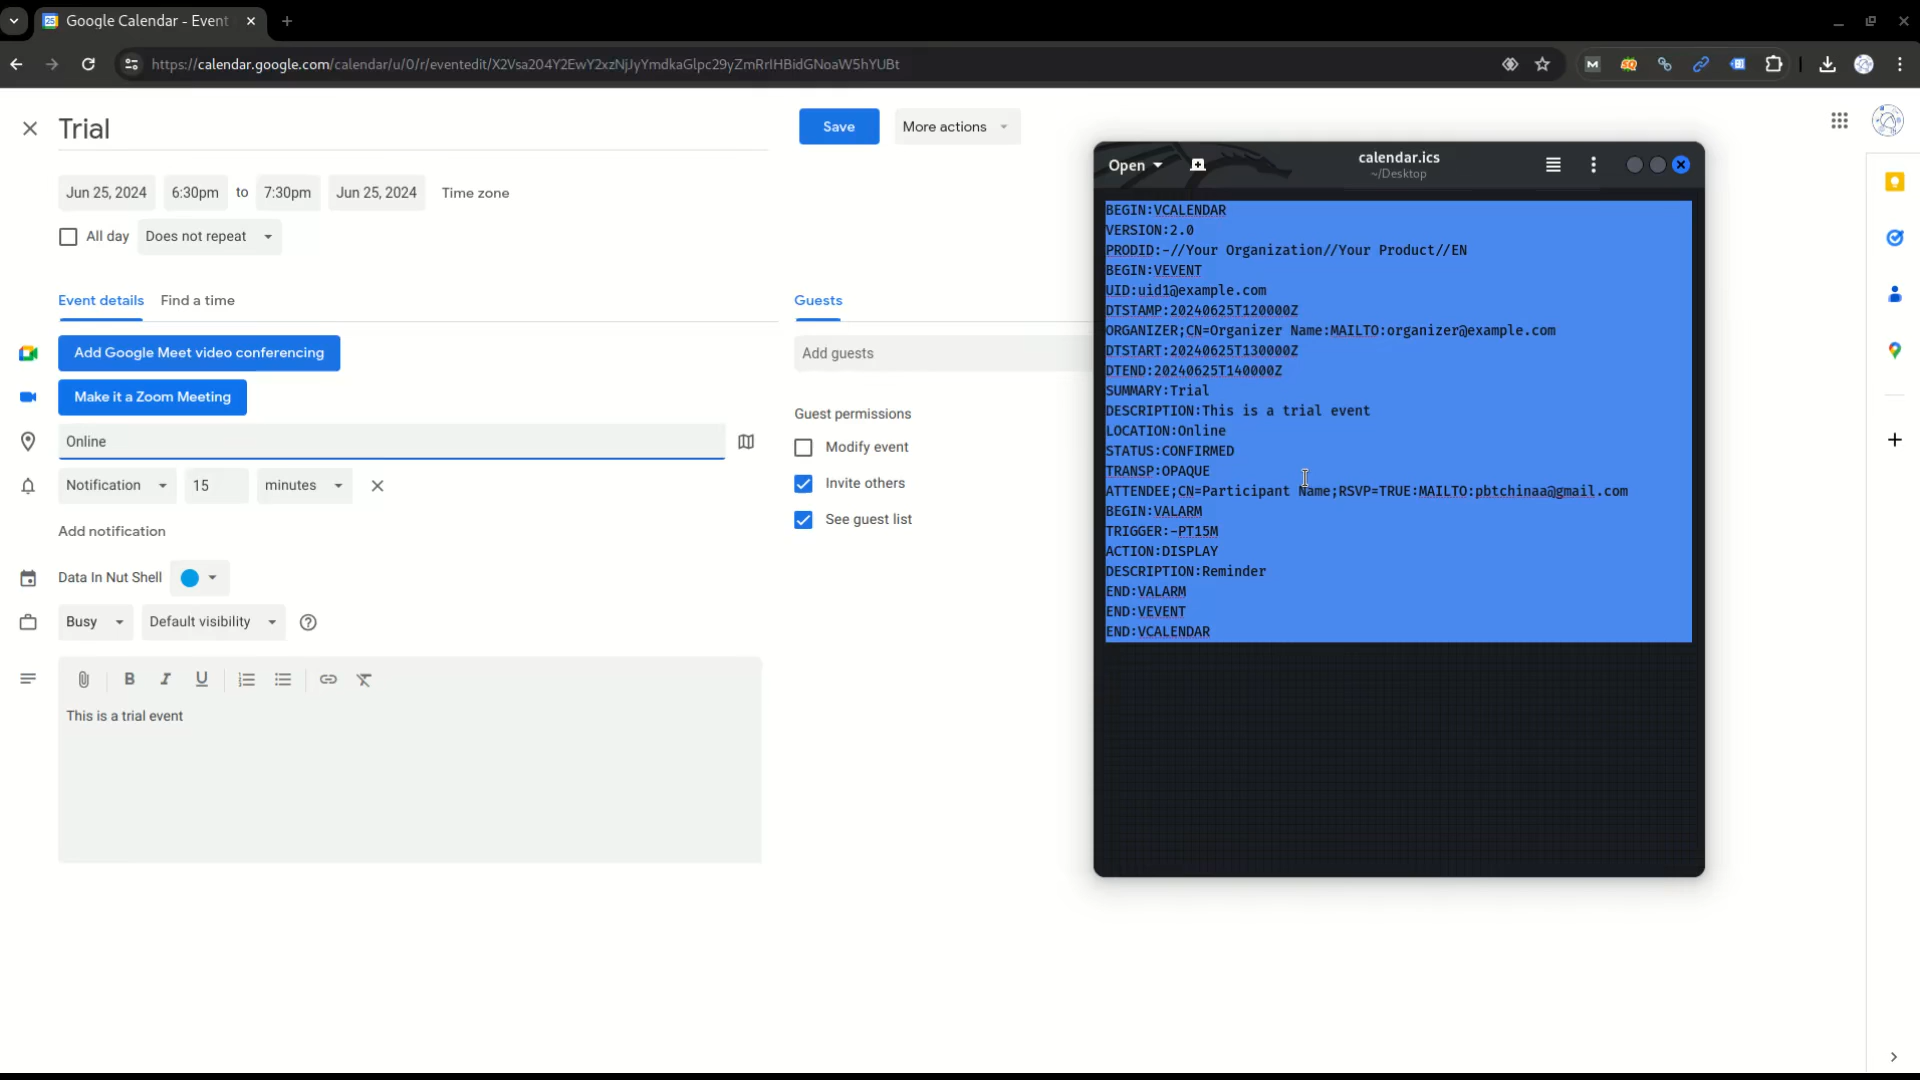 Google Calendar - Event
https://calendar.google.com/calendar/u/0/r/eventedit/X2Vsa204Y2EwY2xzNjJyYmdkaGlpc29yZmRrIHBidGNoaW5hYUBt
Trial
Save
More actions
Jun 25, 2024
6:30pm
to
7:30pm
Jun 25, 2024
Time zone
All day
Does not repeat
Event details
Find a time
Guests
Add Google Meet video conferencing
Add guests
Make it a Zoom Meeting
Guest permissions
Online
Modify event
Notification
15
minutes
Invite others
See guest list
Add notification
Data In Nut Shell
Busy
Default visibility
B
I
U
This is a trial event
Open
calendar.ics
~/Desktop
BEGIN:VCALENDAR
VERSION:2.0
PRODID:-//Your Organization//Your Product//EN
BEGIN:VEVENT
UID:uid1@example.com
DTSTAMP:20240625T120000Z
ORGANIZER;CN=Organizer Name:MAILTO:organizer@example.com
DTSTART:20240625T130000Z
DTEND:20240625T140000Z
SUMMARY:Trial
DESCRIPTION:This is a trial event
LOCATION:Online
STATUS:CONFIRMED
TRANSP:OPAQUE
ATTENDEE;CN=Participant Name;RSVP=TRUE:MAILTO:pbtchinaa@gmail.com
BEGIN:VALARM
TRIGGER:-PT15M
ACTION:DISPLAY
DESCRIPTION:Reminder
END:VALARM
END:VEVENT
END:VCALENDAR